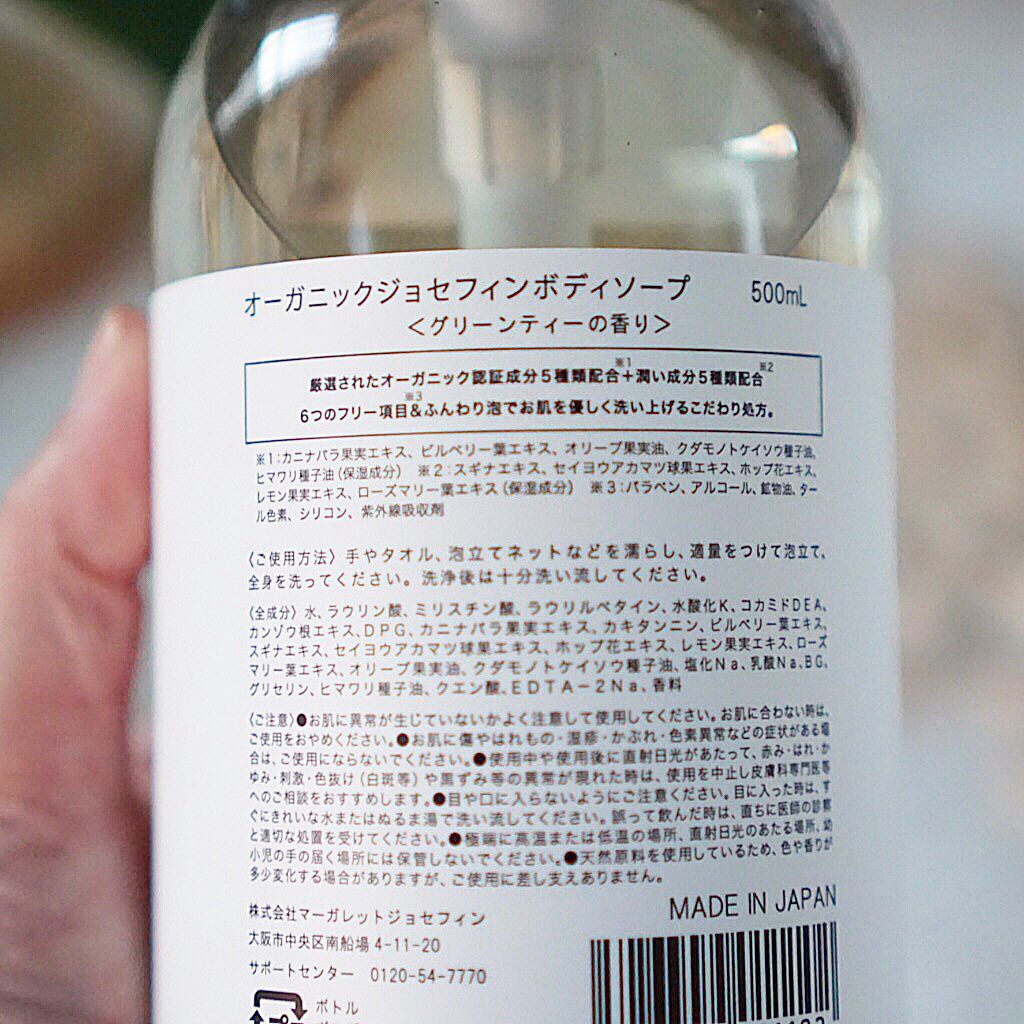 オーガニックジョセフィンボディソープ 500mL
＜グリーンティーの香り＞
厳選されたオーガニック認証成分5種類配合※1＋潤い成分5種類配合※2
6つのフリー項目※3＆ふんわり泡でお肌を優しく洗い上げるこだわり処方。
※1:カニナバラ果実エキス、ビルベリー葉エキス、オリーブ果実油、クダモノトケイソウ種子油、
ヒマワリ種子油(保湿成分) ※2:スギナエキス、セイヨウアカマツ球果エキス、ホップ花エキス、
レモン果実エキス、ローズマリー葉エキス(保湿成分) ※3:パラベン、アルコール、鉱物油、ター
ル色素、シリコン、紫外線吸収剤
〈ご使用方法〉手やタオル、泡立てネットなどを濡らし、適量をつけて泡立て、
全身を洗ってください。洗浄後は十分洗い流してください。
〈全成分〉水、ラウリン酸、ミリスチン酸、ラウリルベタイン、水酸化K、コカミドDEA、
カンゾウ根エキス、DPG、カニナバラ果実エキス、カキタンニン、ビルベリー葉エキス、
スギナエキス、セイヨウアカマツ球果エキス、ホップ花エキス、レモン果実エキス、ローズ
マリー葉エキス、オリーブ果実油、クダモノトケイソウ種子油、塩化Na、乳酸Na、BG、
グリセリン、ヒマワリ種子油、クエン酸、EDTA－2Na、香料
〈ご注意〉●お肌に異常が生じていないかよく注意して使用してください。お肌に合わない時は、
ご使用をおやめください。●お肌に傷やはれもの・湿疹・かぶれ・色素異常などの症状がある場
合は、ご使用にならないでください。●使用中や使用後に直射日光があたって、赤み・はれ・か
ゆみ・刺激・色抜け(白斑等)や黒ずみ等の異常が現れた時は、使用を中止し皮膚科専門医等
へのご相談をおすすめします。●目や口に入らないようにご注意ください。目に入った時は、す
ぐにきれいな水またはぬるま湯で洗い流してください。誤って飲んだ時は、直ちに医師の診察
と適切な処置を受けてください。●極端に高温または低温の場所、直射日光のあたる場所、幼
小児の手の届く場所には保管しないでください。●天然原料を使用しているため、色や香りが
多少変化する場合がありますが、ご使用に差し支えありません。
MADE IN JAPAN
株式会社マーガレットジョセフィン
大阪市中央区南船場 4-11-20
サポートセンター 0120-54-7770
ボトル